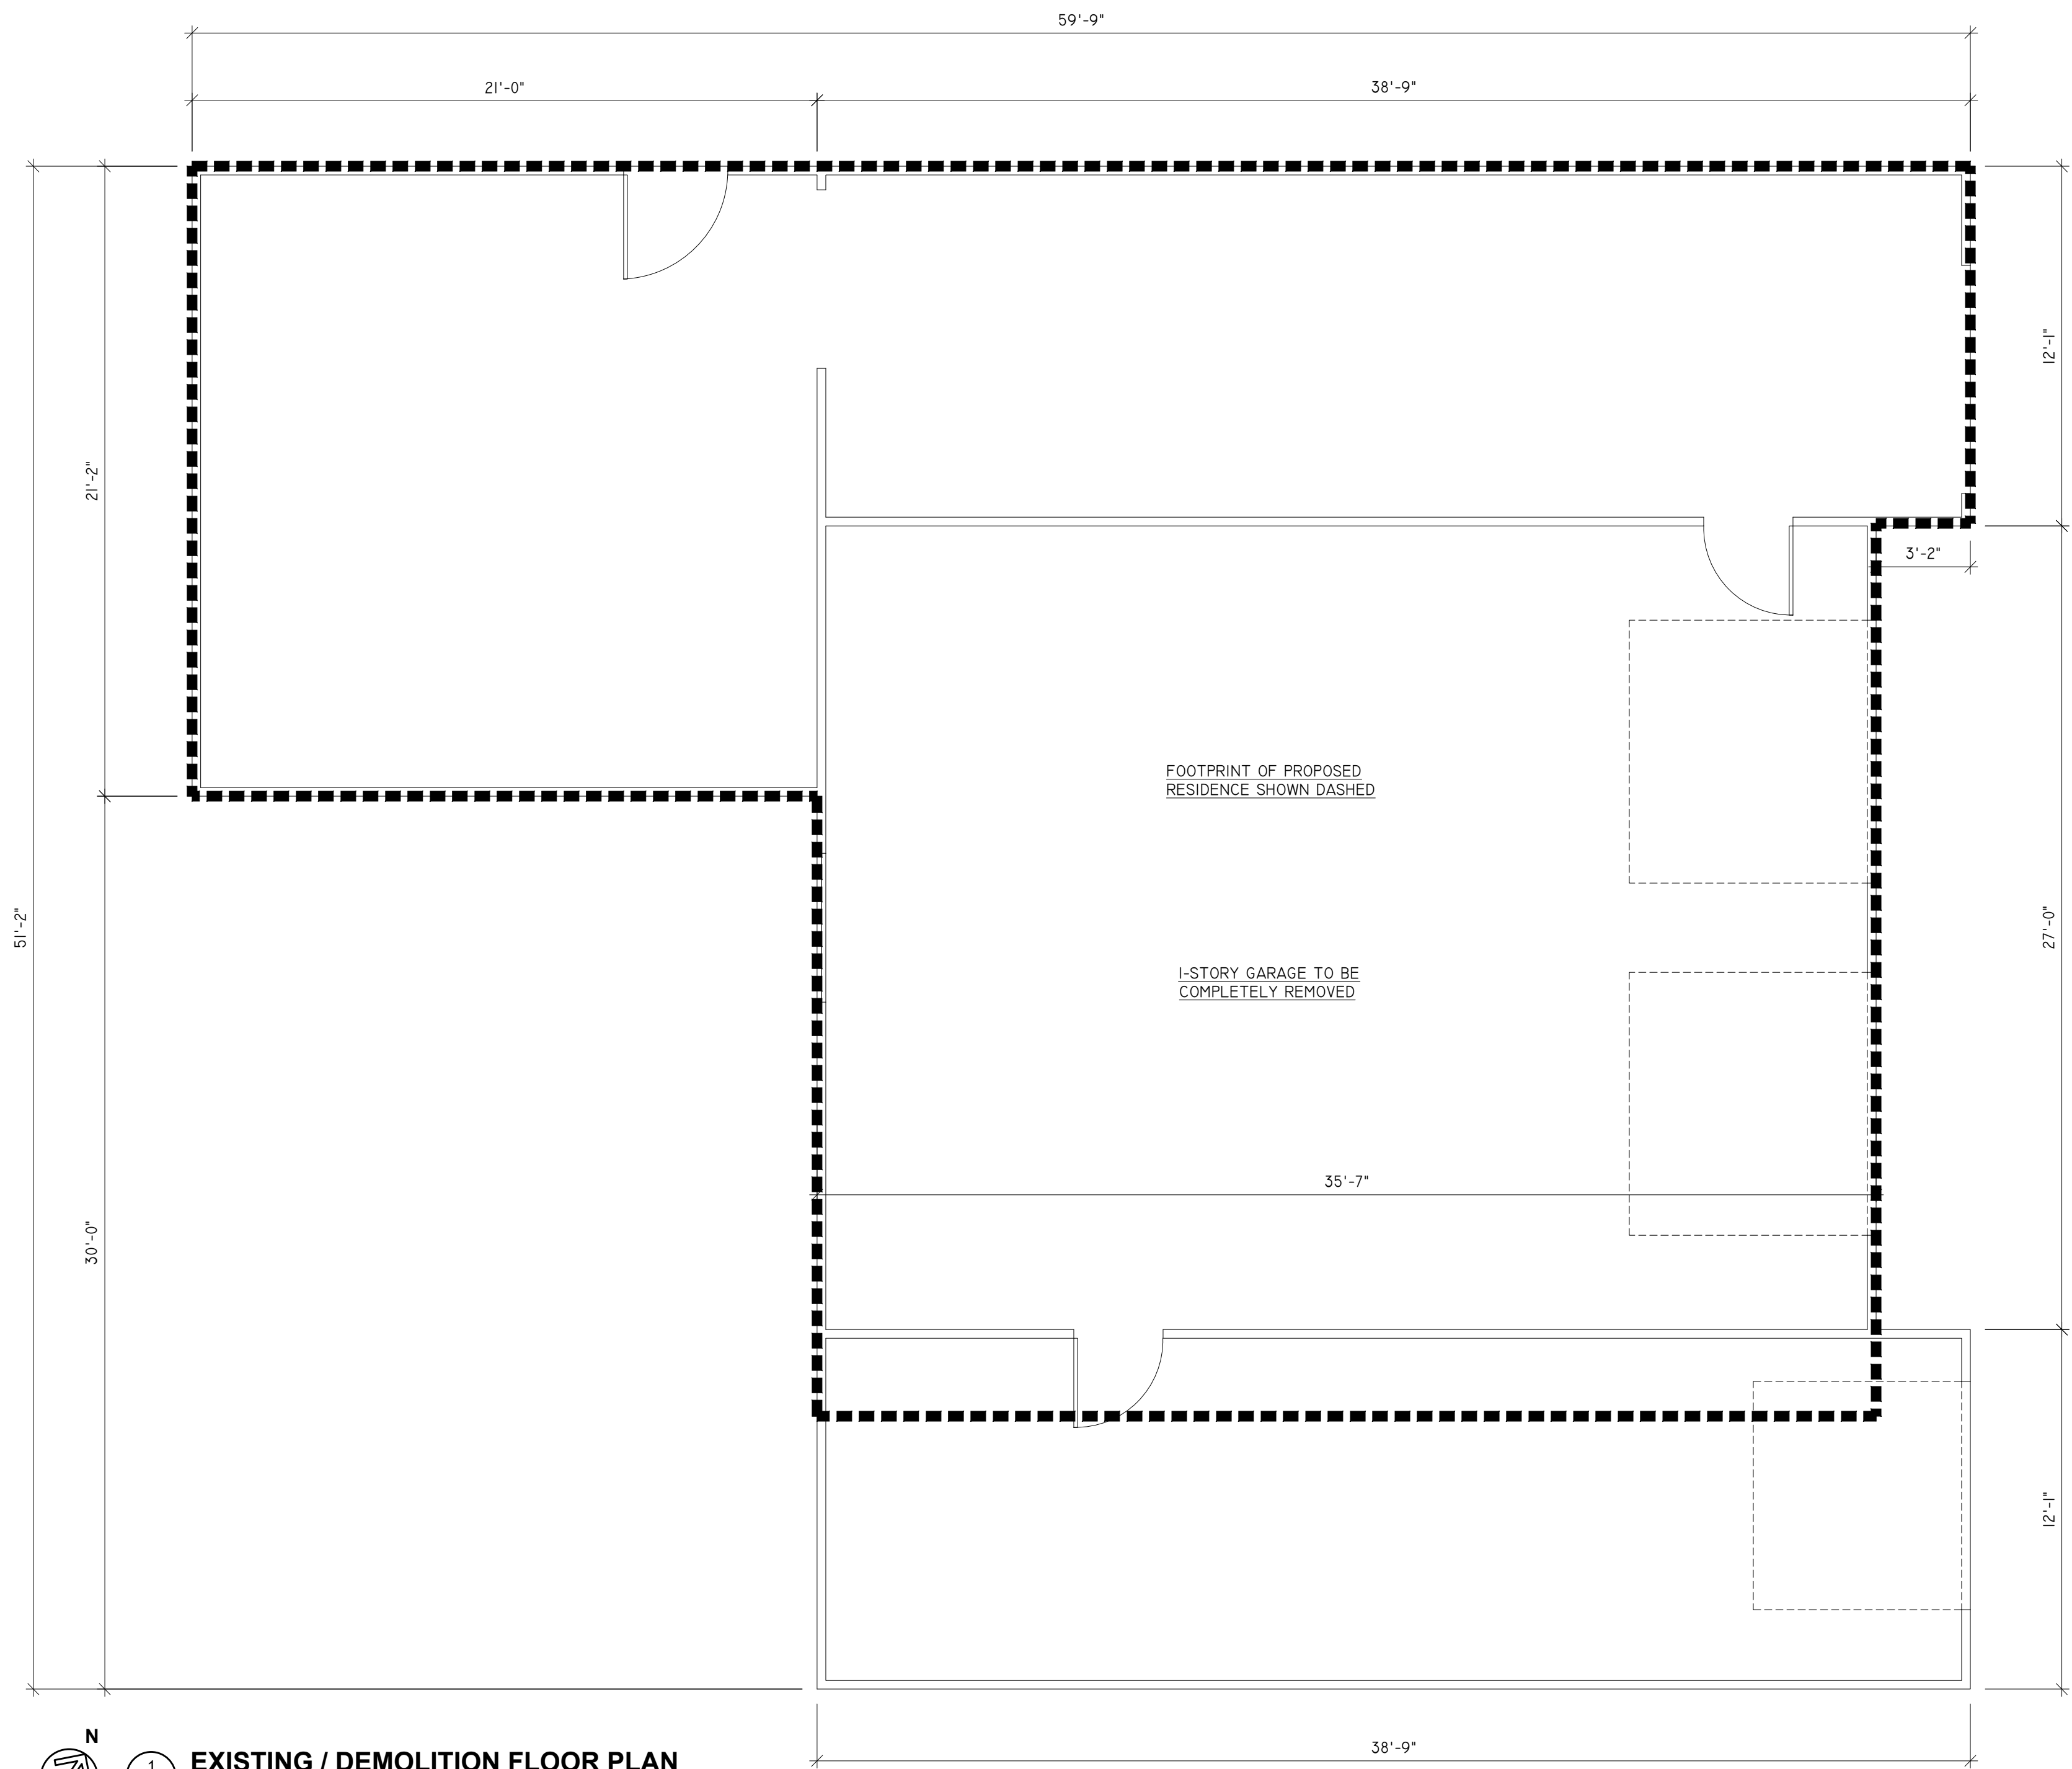 59'-9"
21'-0"
38'-9"
12'-1"
21'-2"
3'-2"
FOOTPRINT OF PROPOSED
RESIDENCE SHOWN DASHED
51'-2"
27'-0"
1-STORY GARAGE TO BE
COMPLETELY REMOVED
35'-7"
30'-0"
12'-1"
38'-9"
N
1
EXISTING / DEMOLITION FLOOR PLAN